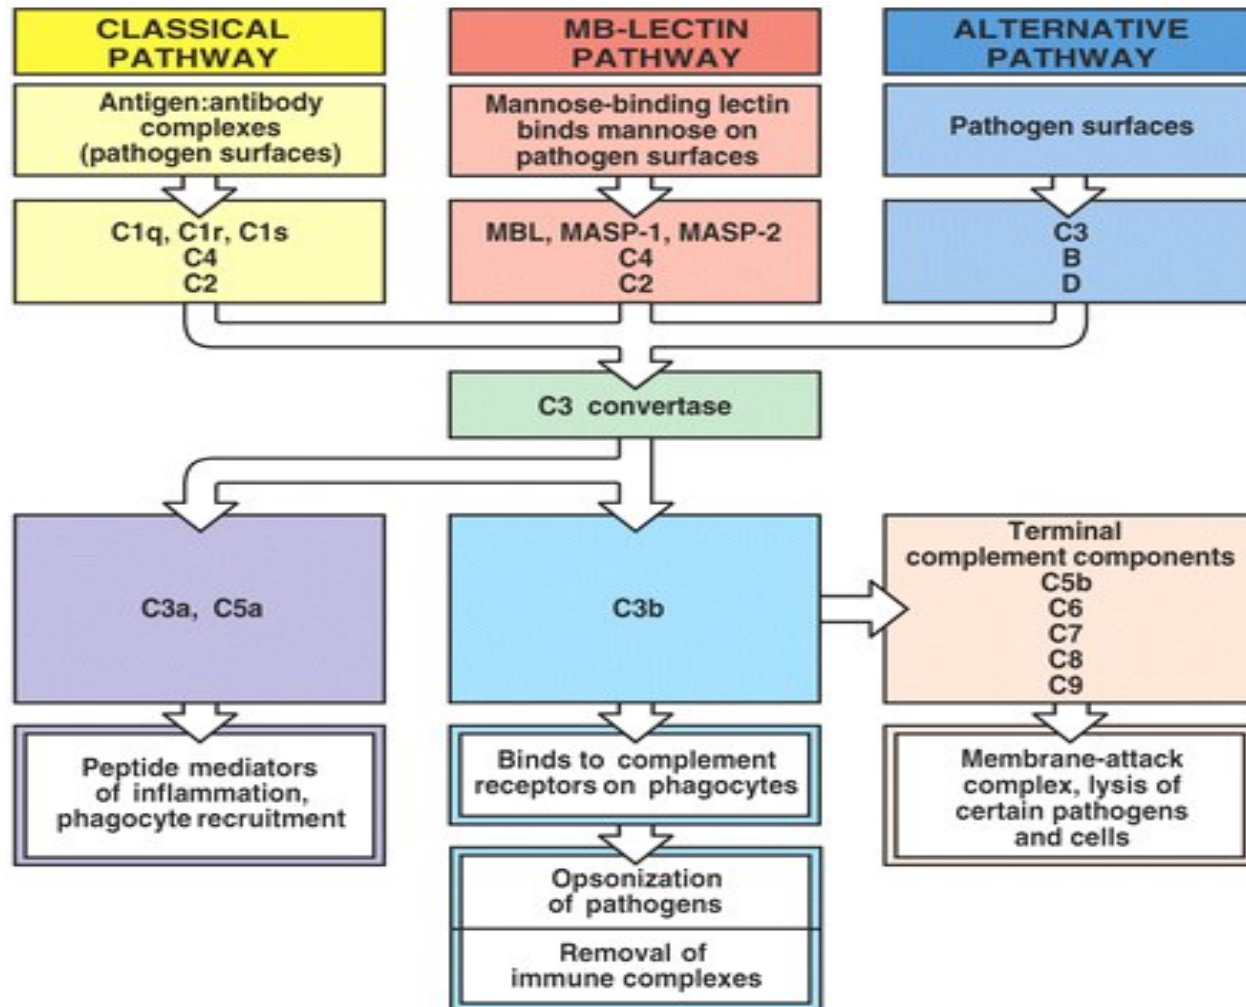 CLASSICAL
PATHWAY
MB-LECTIN
PATHWAY
ALTERNATIVE
PATHWAY
Antigen:antibody
complexes
(pathogen surfaces)
Mannose-binding lectin
binds mannose on
pathogen surfaces
Pathogen surfaces
C1q, C1r, C1s
C4
C2
MBL, MASP-1, MASP-2
C4
C2
C3
B
D
C3 convertase
C3a, C5a
C3b
Terminal
complement components
C5b
C6
C7
C8
C9
Peptide mediators
of inflammation,
phagocyte recruitment
Binds to complement
receptors on phagocytes
Membrane-attack
complex, lysis of
certain pathogens
and cells
Opsonization
of pathogens
Removal of
immune complexes